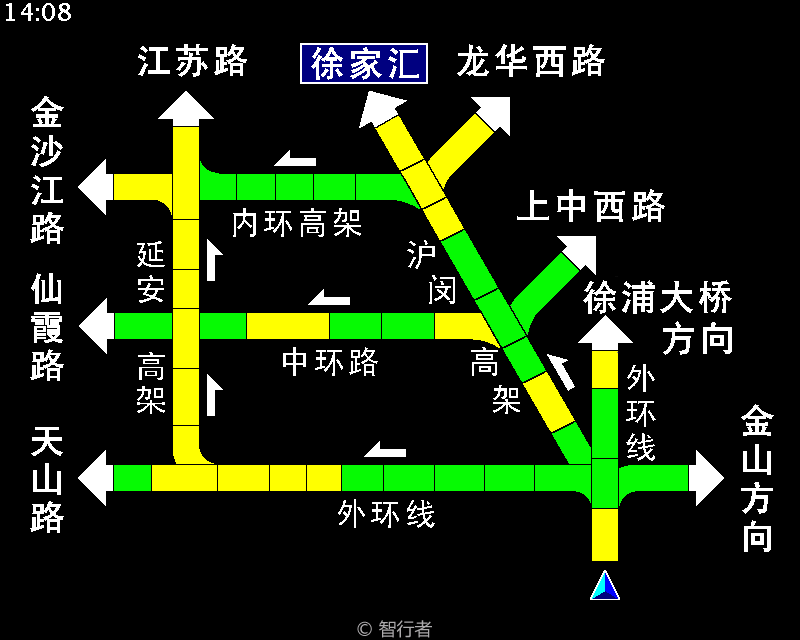 14:08
江苏路
徐家汇
龙华西路
金沙江路
内环高架
上中西路
延安
沪闵
仙霞路
徐浦大桥
方向
中环路
高架
高架
外环线
天山路
金山方向
外环线
© 智行者